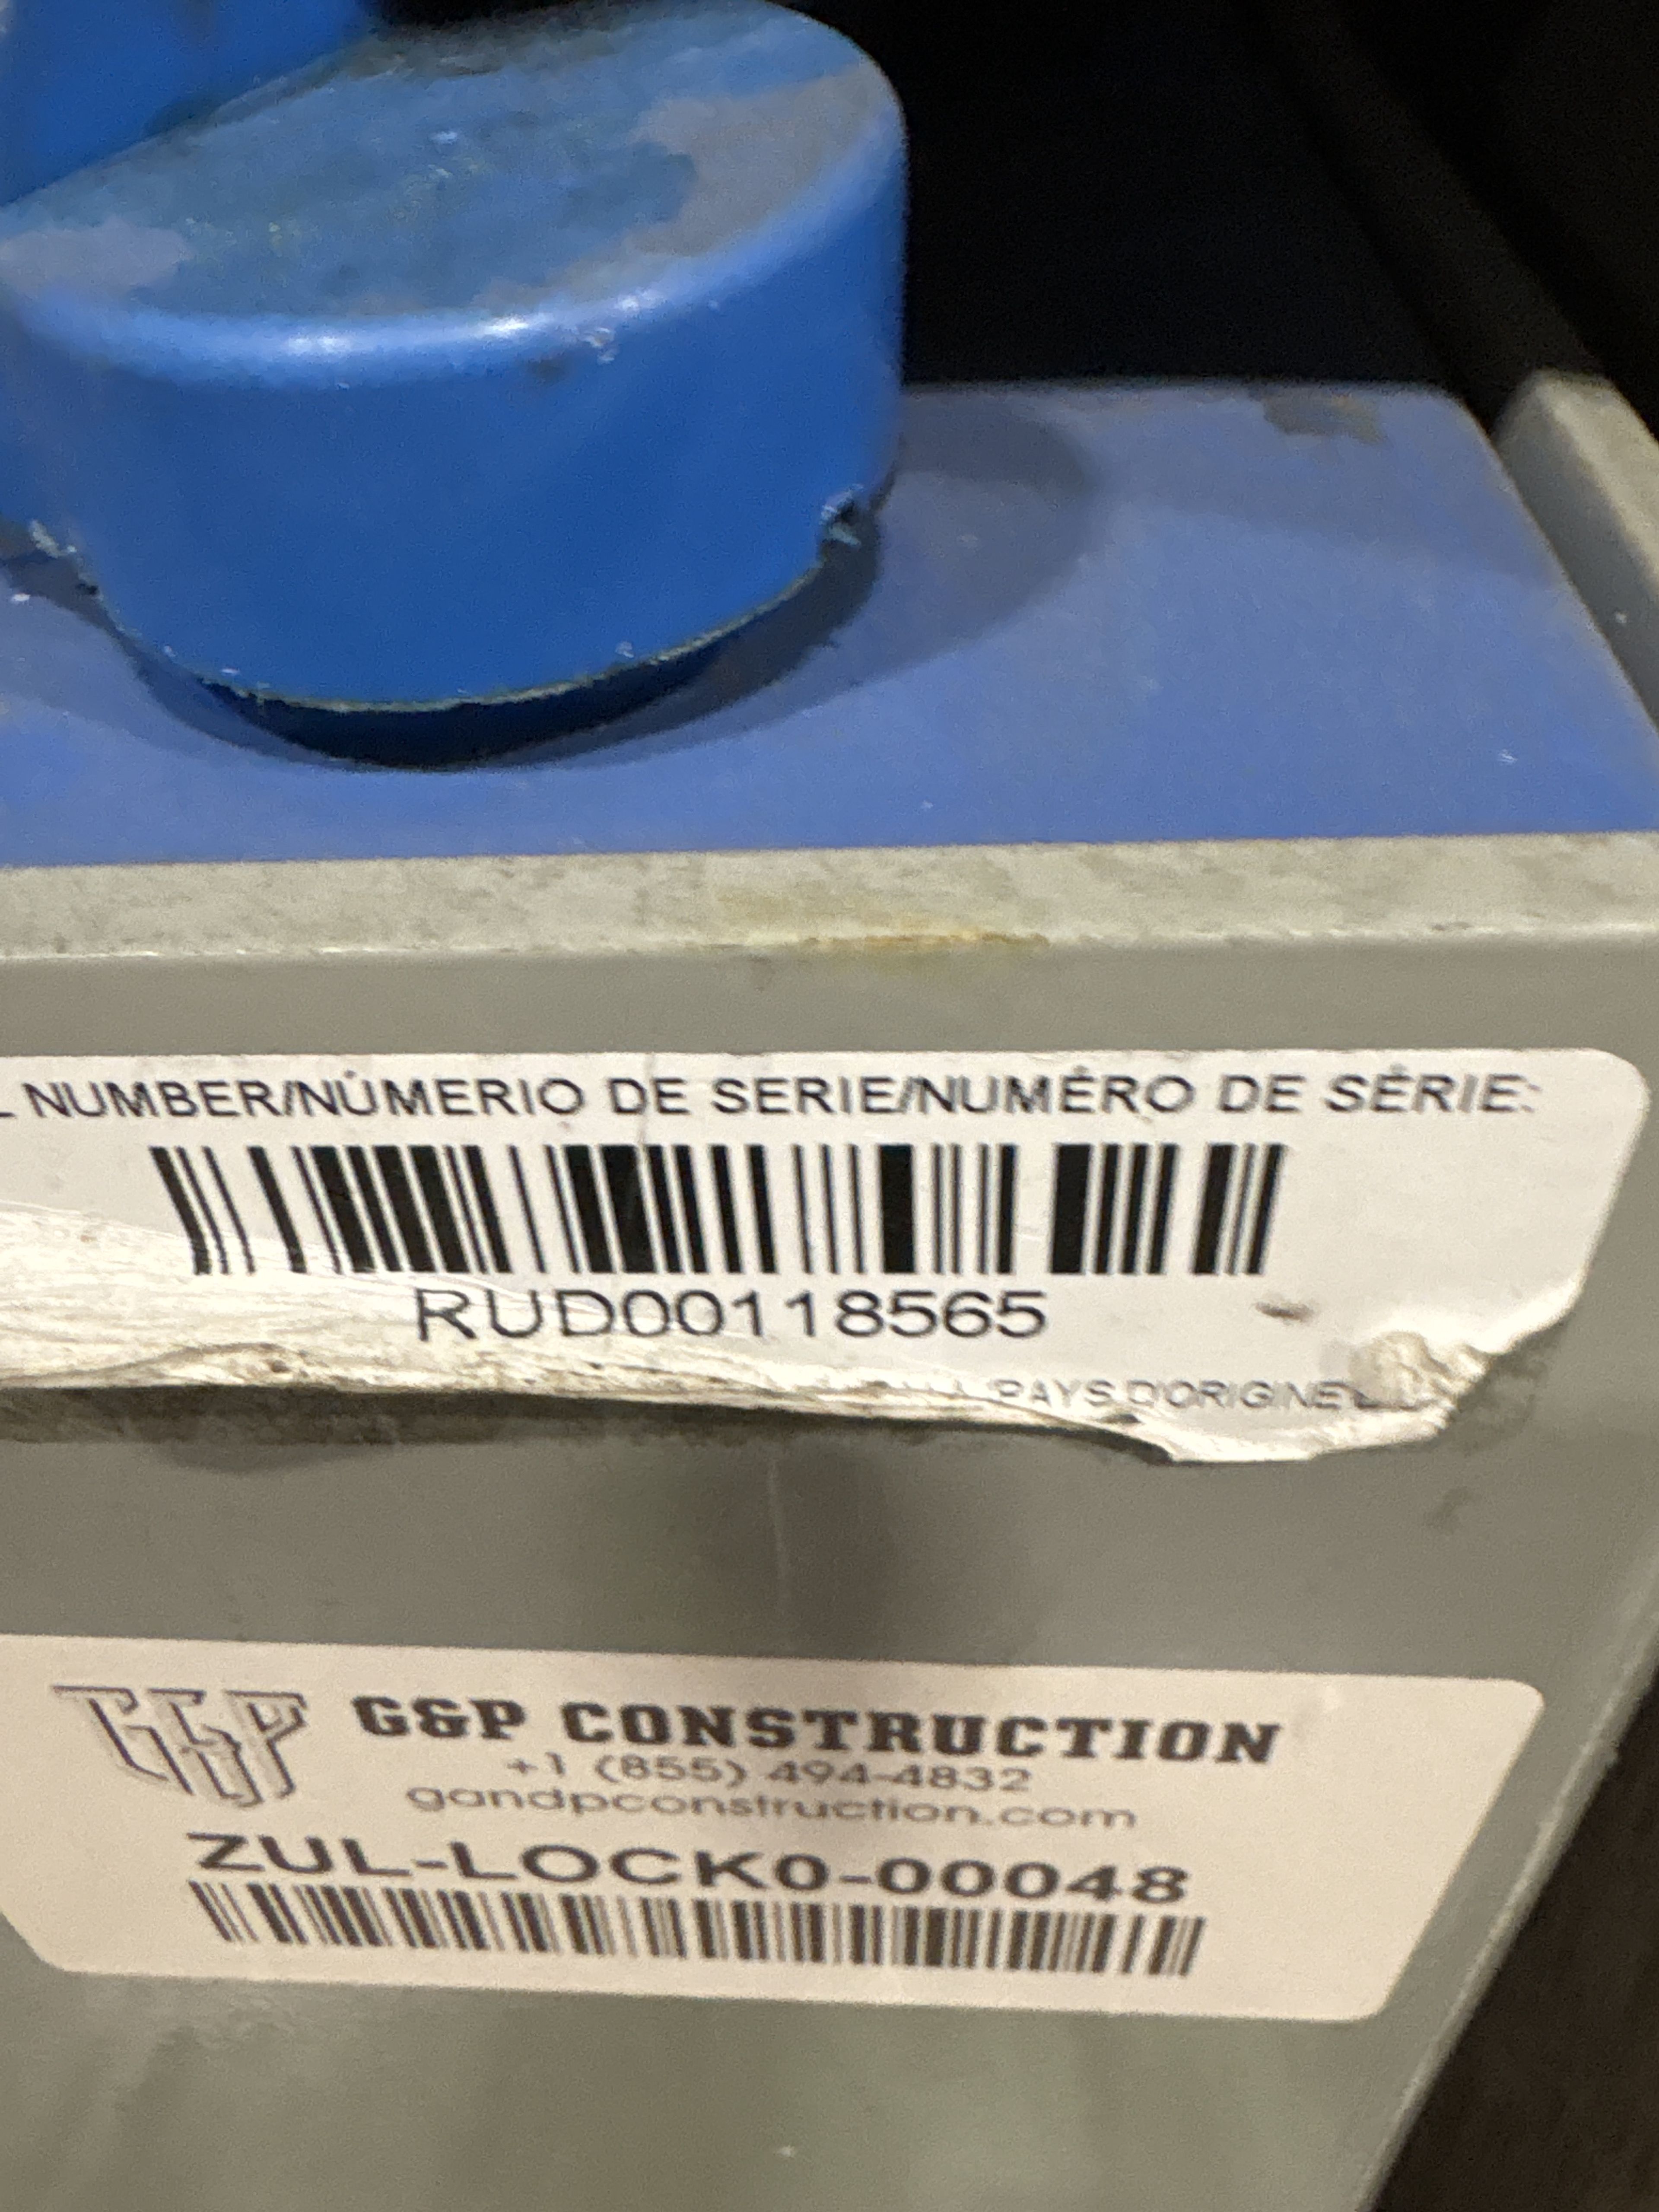 L NUMBER/NÚMERIO DE SERIE/NUMÉRO DE SÉRIE:
RUD00118565
PAYS D'ORIGINE
G&P G&P CONSTRUCTION
+1 (855) 494-4832
gandpconstruction.com
ZUL-LOCK0-00048